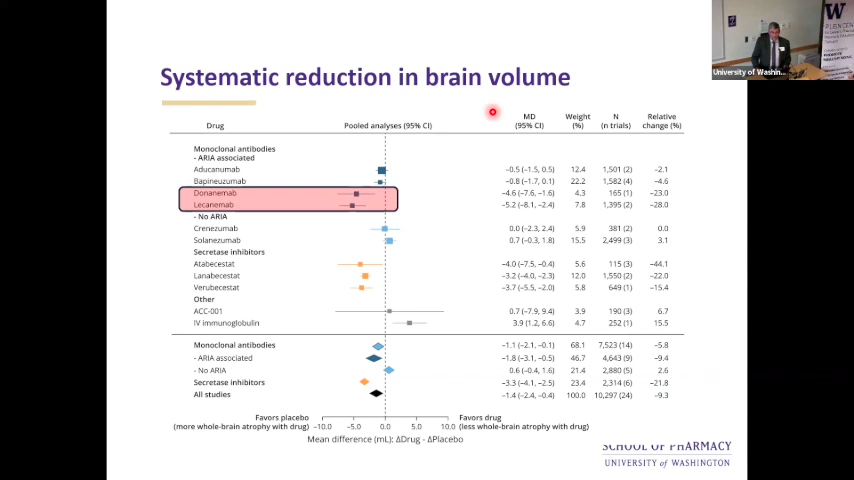 University of Washin...
W
Systematic reduction in brain volume
Drug Pooled analyses (95% CI) MD (95% CI) Weight (%) N (n trials) Relative change (%)
Monoclonal antibodies
- ARIA associated
Aducanumab −0.5 (−1.5, 0.5) 12.4 1,501 (2) −2.1
Bapineuzumab −0.8 (−1.7, 0.1) 22.2 1,582 (4) −4.6
Donanemab −4.6 (−7.6, −1.6) 4.3 165 (1) −23.0
Lecanemab −5.2 (−8.1, −2.4) 7.8 1,395 (2) −28.0
- No ARIA
Crenezumab 0.0 (−2.3, 2.4) 5.9 381 (2) 0.0
Solanezumab 0.7 (−0.3, 1.8) 15.5 2,499 (3) 3.1
Secretase inhibitors
Atabecestat −4.0 (−7.5, −0.4) 5.6 115 (3) −44.1
Lanabecestat −3.2 (−4.0, −2.3) 12.0 1,550 (2) −22.0
Verubecestat −3.7 (−5.5, −2.0) 5.8 649 (1) −15.4
Other
ACC-001 0.7 (−7.9, 9.4) 3.9 190 (3) 6.7
IV immunoglobulin 3.9 (1.2, 6.6) 4.7 252 (1) 15.5
Monoclonal antibodies −1.1 (−2.1, −0.1) 68.1 7,523 (14) −5.8
- ARIA associated −1.8 (−3.1, −0.5) 46.7 4,643 (9) −9.4
- No ARIA 0.6 (−0.4, 1.6) 21.4 2,880 (5) 2.6
Secretase inhibitors −3.3 (−4.1, −2.5) 23.4 2,314 (6) −21.8
All studies −1.4 (−2.4, −0.4) 100.0 10,297 (24) −9.3
Favors placebo Favors drug
(more whole-brain atrophy with drug) −10.0 −5.0 0.0 5.0 10.0 (less whole-brain atrophy with drug)
Mean difference (mL): ΔDrug - ΔPlacebo
SCHOOL OF PHARMACY
UNIVERSITY of WASHINGTON